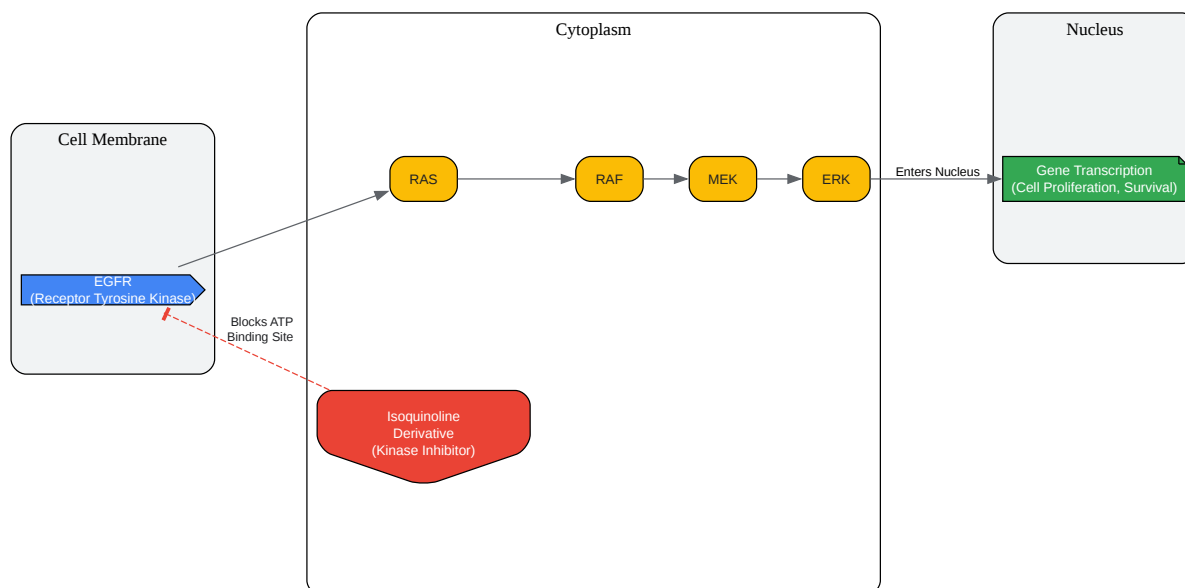 Cytoplasm
Nucleus
Cell Membrane
RAS
RAF
MEK
ERK
Enters Nucleus
Gene Transcription
(Cell Proliferation, Survival)
EGFR
(Receptor Tyrosine Kinase)
Blocks ATP
Binding Site
Isoquinoline
Derivative
(Kinase Inhibitor)